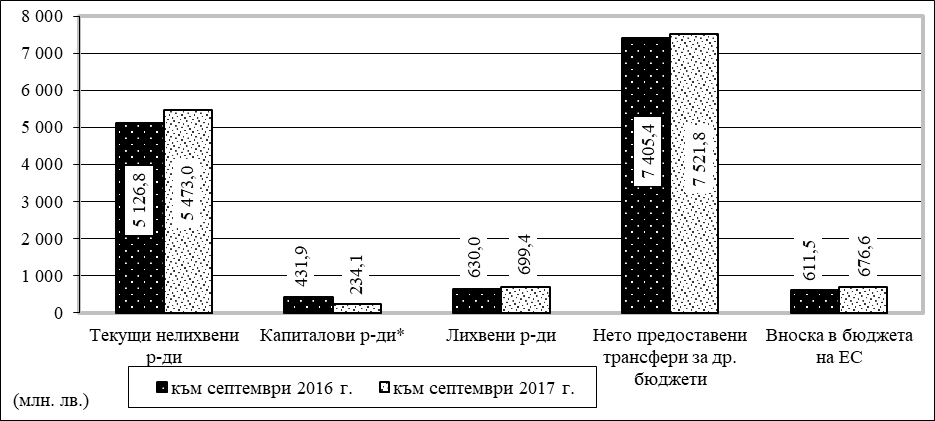 8 000
7 000
6 000
5 000
4 000
3 000
2 000
1 000
0
5 126,8
5 473,0
431,9
234,1
630,0
699,4
7 405,4
7 521,8
611,5
676,6
Текущи нелихвени
р-ди
Капиталови р-ди*
Лихвени р-ди
Нето предоставени
трансфери за др.
бюджети
Вноска в бюджета
на ЕС
към септември 2016 г.
към септември 2017 г.
(млн. лв.)